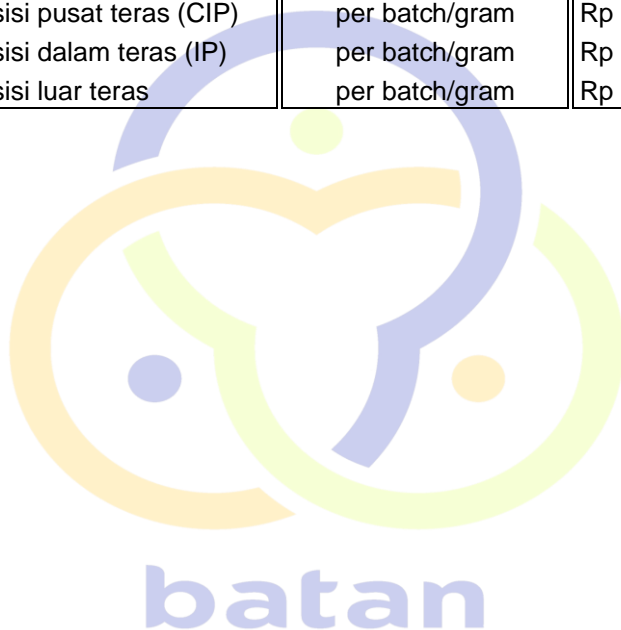 sisi pusat teras (CIP) per batch/gram Rp
sisi dalam teras (IP) per batch/gram Rp
sisi luar teras per batch/gram Rp
batan